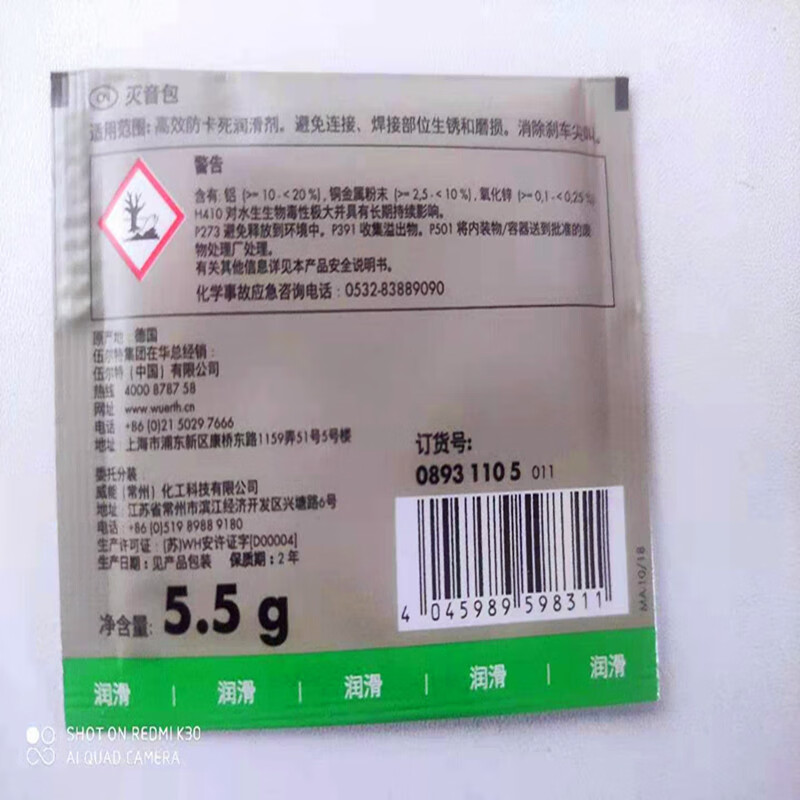 CN 灭音包
适用范围: 高效防卡死润滑剂。避免连接、焊接部位生锈和磨损。消除刹车尖叫。
警告
含有: 铝 (>= 10 - < 20 %) , 铜金属粉末 (>= 2,5 - < 10 %) , 氧化锌 (>= 0,1 - < 0,25 %)
H410 对水生生物毒性极大并具有长期持续影响。
P273 避免释放到环境中。P391 收集溢出物。P501 将内装物/容器送到批准的废
物处理厂处理。
有关其他信息详见本产品安全说明书。
化学事故应急咨询电话 : 0532-83889090
原产地: 德国
伍尔特集团在华总经销 :
伍尔特（中国）有限公司
热线: 4000 8787 58
网址: www.wuerth.cn
电话: +86 (0)21 5029 7666
地址: 上海市浦东新区康桥东路1159弄51号5号楼
委托分装:
威能（常州）化工科技有限公司
地址: 江苏省常州市滨江经济开发区兴塘路6号
电话: +86 (0)519 8988 9180
生产许可证 : (苏)WH安许证字[D00004]
生产日期: 见产品包装 保质期: 2 年
净含量: 5.5 g
订货号:
0893 110 5 011
4 045989 598311
MA.10/18
润滑 | 润滑 | 润滑 | 润滑 | 润滑
SHOT ON REDMI K30
AI QUAD CAMERA